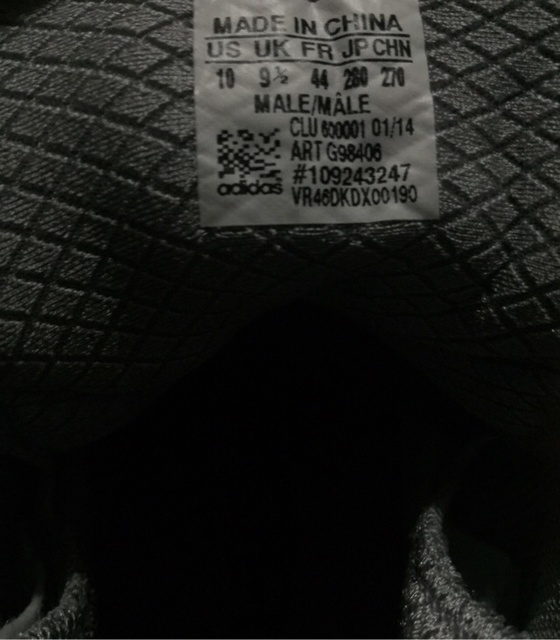 MADE IN CHINA
US UK FR JP CHN
10 9½ 44 280 270
MALE/MÂLE
CLU 600001 01/14
ART G98406
#109243247
adidas
VR46DKDX00190